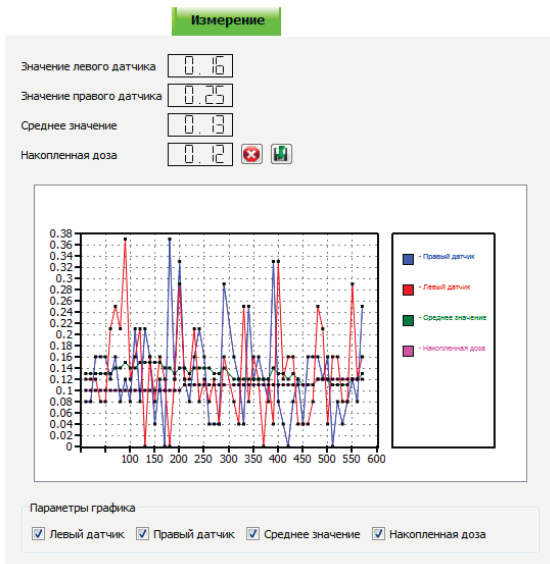 Измерение
Значение левого датчика 0.16
Значение правого датчика 0.25
Среднее значение 0.13
Накопленная доза 0.12
0.38
0.36
0.34
0.32
0.3
0.28
0.26
0.24
0.22
0.2
0.18
0.16
0.14
0.12
0.1
0.08
0.06
0.04
0.02
0
100 150 200 250 300 350 400 450 500 550 600
- Правый датчик
- Левый датчик
- Среднее значение
- Накопленная доза
Параметры графика
Левый датчик Правый датчик Среднее значение Накопленная доза